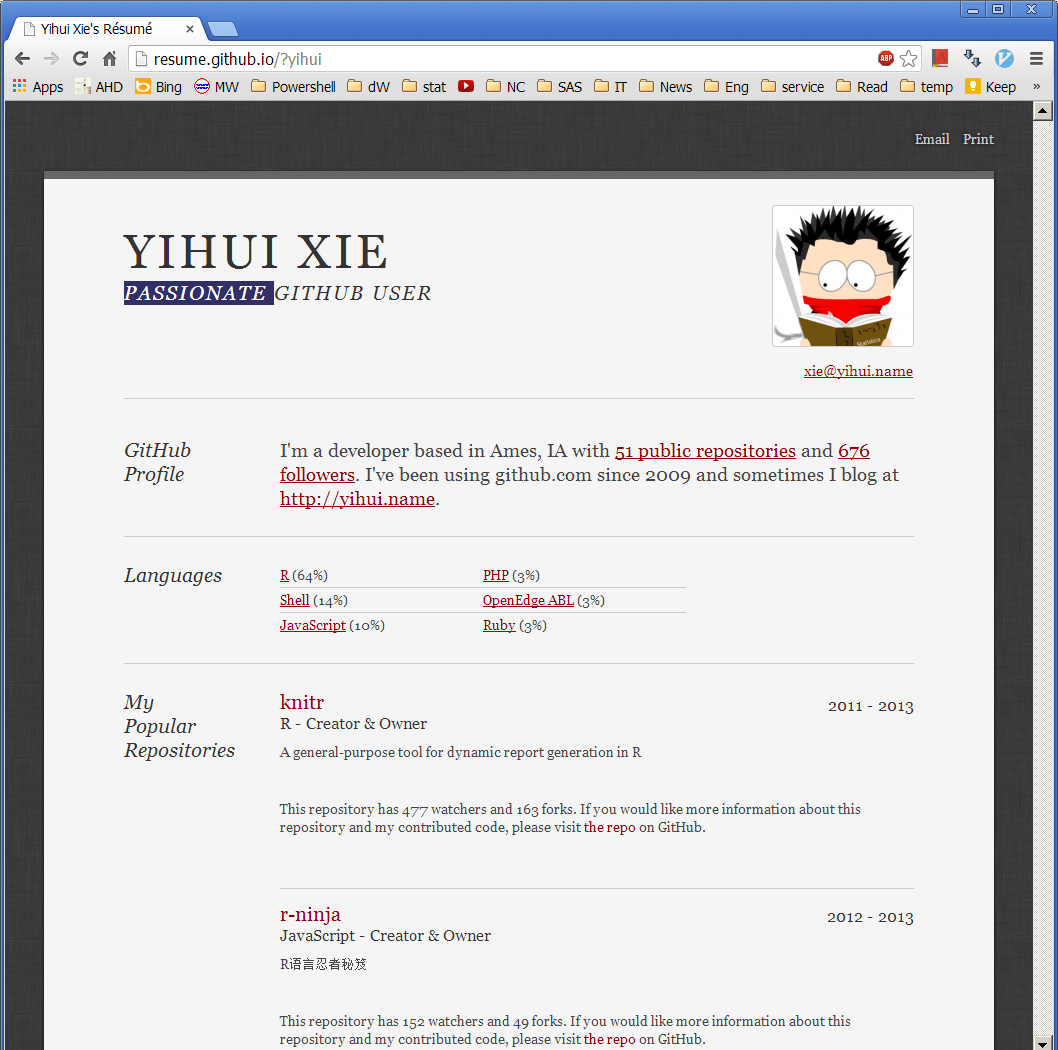 Yihui Xie's Résumé
resume.github.io/?yihui
ABP
Apps AHD Bing MW Powershell dW stat NC SAS IT News Eng service Read temp Keep »
Email Print
YIHUI XIE
PASSIONATE GITHUB USER
Statistics
xie@yihui.name
GitHub
Profile
I'm a developer based in Ames, IA with 51 public repositories and 676
followers. I've been using github.com since 2009 and sometimes I blog at
http://yihui.name.
Languages
R (64%) PHP (3%)
Shell (14%) OpenEdge ABL (3%)
JavaScript (10%) Ruby (3%)
My
Popular
Repositories
knitr 2011 - 2013
R - Creator & Owner
A general-purpose tool for dynamic report generation in R
This repository has 477 watchers and 163 forks. If you would like more information about this
repository and my contributed code, please visit the repo on GitHub.
r-ninja 2012 - 2013
JavaScript - Creator & Owner
R语言忍者秘笈
This repository has 152 watchers and 49 forks. If you would like more information about this
repository and my contributed code, please visit the repo on GitHub.